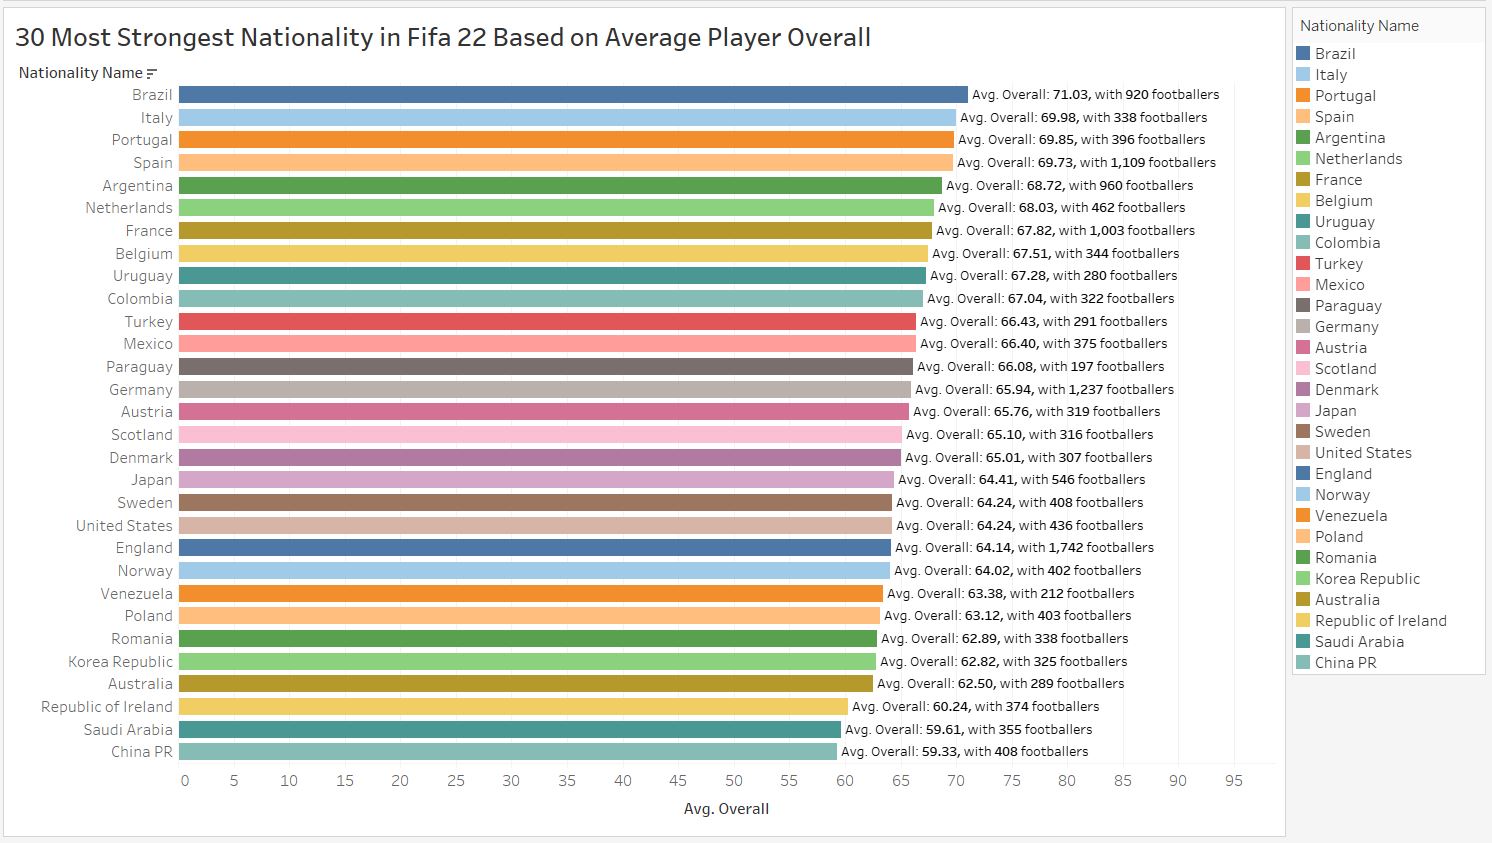 30 Most Strongest Nationality in Fifa 22 Based on Average Player Overall
Nationality Name
Brazil Avg. Overall: 71.03, with 920 footballers
Italy Avg. Overall: 69.98, with 338 footballers
Portugal Avg. Overall: 69.85, with 396 footballers
Spain Avg. Overall: 69.73, with 1,109 footballers
Argentina Avg. Overall: 68.72, with 960 footballers
Netherlands Avg. Overall: 68.03, with 462 footballers
France Avg. Overall: 67.82, with 1,003 footballers
Belgium Avg. Overall: 67.51, with 344 footballers
Uruguay Avg. Overall: 67.28, with 280 footballers
Colombia Avg. Overall: 67.04, with 322 footballers
Turkey Avg. Overall: 66.43, with 291 footballers
Mexico Avg. Overall: 66.40, with 375 footballers
Paraguay Avg. Overall: 66.08, with 197 footballers
Germany Avg. Overall: 65.94, with 1,237 footballers
Austria Avg. Overall: 65.76, with 319 footballers
Scotland Avg. Overall: 65.10, with 316 footballers
Denmark Avg. Overall: 65.01, with 307 footballers
Japan Avg. Overall: 64.41, with 546 footballers
Sweden Avg. Overall: 64.24, with 408 footballers
United States Avg. Overall: 64.24, with 436 footballers
England Avg. Overall: 64.14, with 1,742 footballers
Norway Avg. Overall: 64.02, with 402 footballers
Venezuela Avg. Overall: 63.38, with 212 footballers
Poland Avg. Overall: 63.12, with 403 footballers
Romania Avg. Overall: 62.89, with 338 footballers
Korea Republic Avg. Overall: 62.82, with 325 footballers
Australia Avg. Overall: 62.50, with 289 footballers
Republic of Ireland Avg. Overall: 60.24, with 374 footballers
Saudi Arabia Avg. Overall: 59.61, with 355 footballers
China PR Avg. Overall: 59.33, with 408 footballers
0 5 10 15 20 25 30 35 40 45 50 55 60 65 70 75 80 85 90 95
Avg. Overall
Nationality Name
Brazil
Italy
Portugal
Spain
Argentina
Netherlands
France
Belgium
Uruguay
Colombia
Turkey
Mexico
Paraguay
Germany
Austria
Scotland
Denmark
Japan
Sweden
United States
England
Norway
Venezuela
Poland
Romania
Korea Republic
Australia
Republic of Ireland
Saudi Arabia
China PR